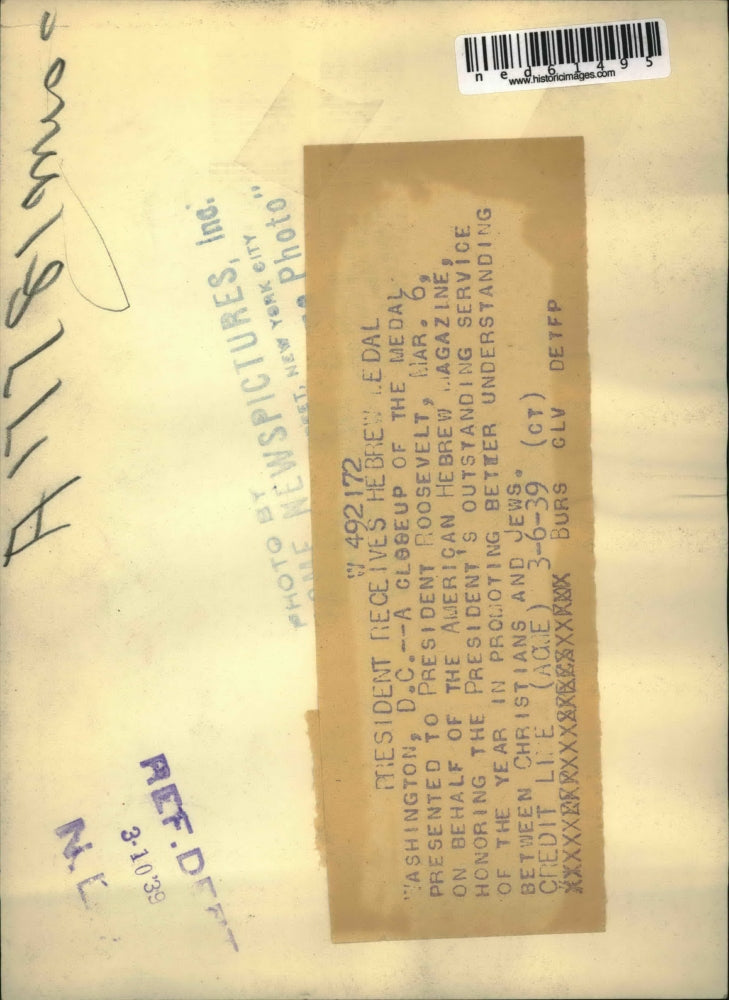 ned61495
www.historicimages.com
A77781
PHOTO BY
NEWSPICTURES, Inc.
NEW YORK CITY
Photo"
W 492172
PRESIDENT RECEIVES HEBREW MEDAL
WASHINGTON, D.C.--A CLOSEUP OF THE MEDAL
PRESENTED TO PRESIDENT ROOSEVELT, MAR. 6,
ON BEHALF OF THE AMERICAN HEBREW MAGAZINE,
HONORING THE PRESIDENT'S OUTSTANDING SERVICE
OF THE YEAR IN PROMOTING BETTER UNDERSTANDING
BETWEEN CHRISTIANS AND JEWS.
CREDIT LINE (ACME) 3-6-39 (CT)
BURS CLV DETFP
REF. DEPT
3-10-39
N.E